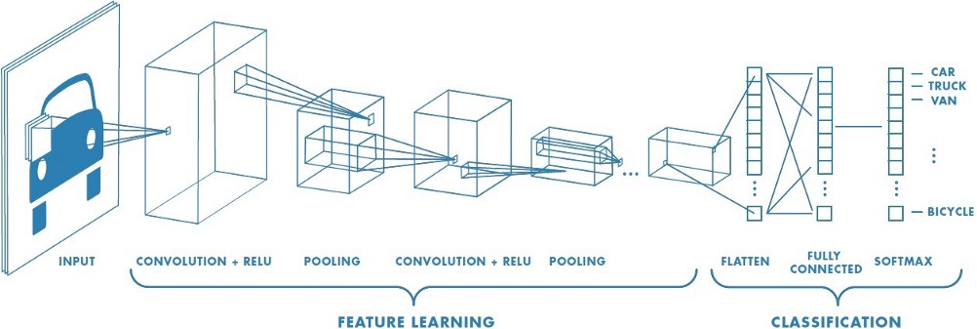 CAR
TRUCK
VAN
BICYCLE
INPUT
CONVOLUTION + RELU
POOLING
CONVOLUTION + RELU
POOLING
FLATTEN
FULLY
CONNECTED
SOFTMAX
FEATURE LEARNING
CLASSIFICATION